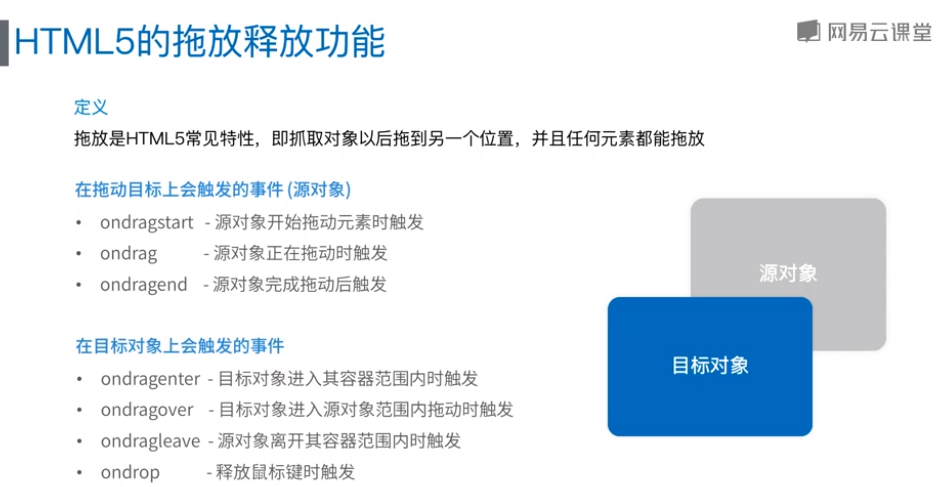 HTML5的拖放释放功能
网易云课堂
定义
拖放是HTML5常见特性，即抓取对象以后拖到另一个位置，并且任何元素都能拖放
在拖动目标上会触发的事件 (源对象)
• ondragstart - 源对象开始拖动元素时触发
• ondrag - 源对象正在拖动时触发
• ondragend - 源对象完成拖动后触发
源对象
目标对象
在目标对象上会触发的事件
• ondragenter - 目标对象进入其容器范围内时触发
• ondragover - 目标对象进入源对象范围内拖动时触发
• ondragleave - 源对象离开其容器范围内时触发
• ondrop - 释放鼠标键时触发